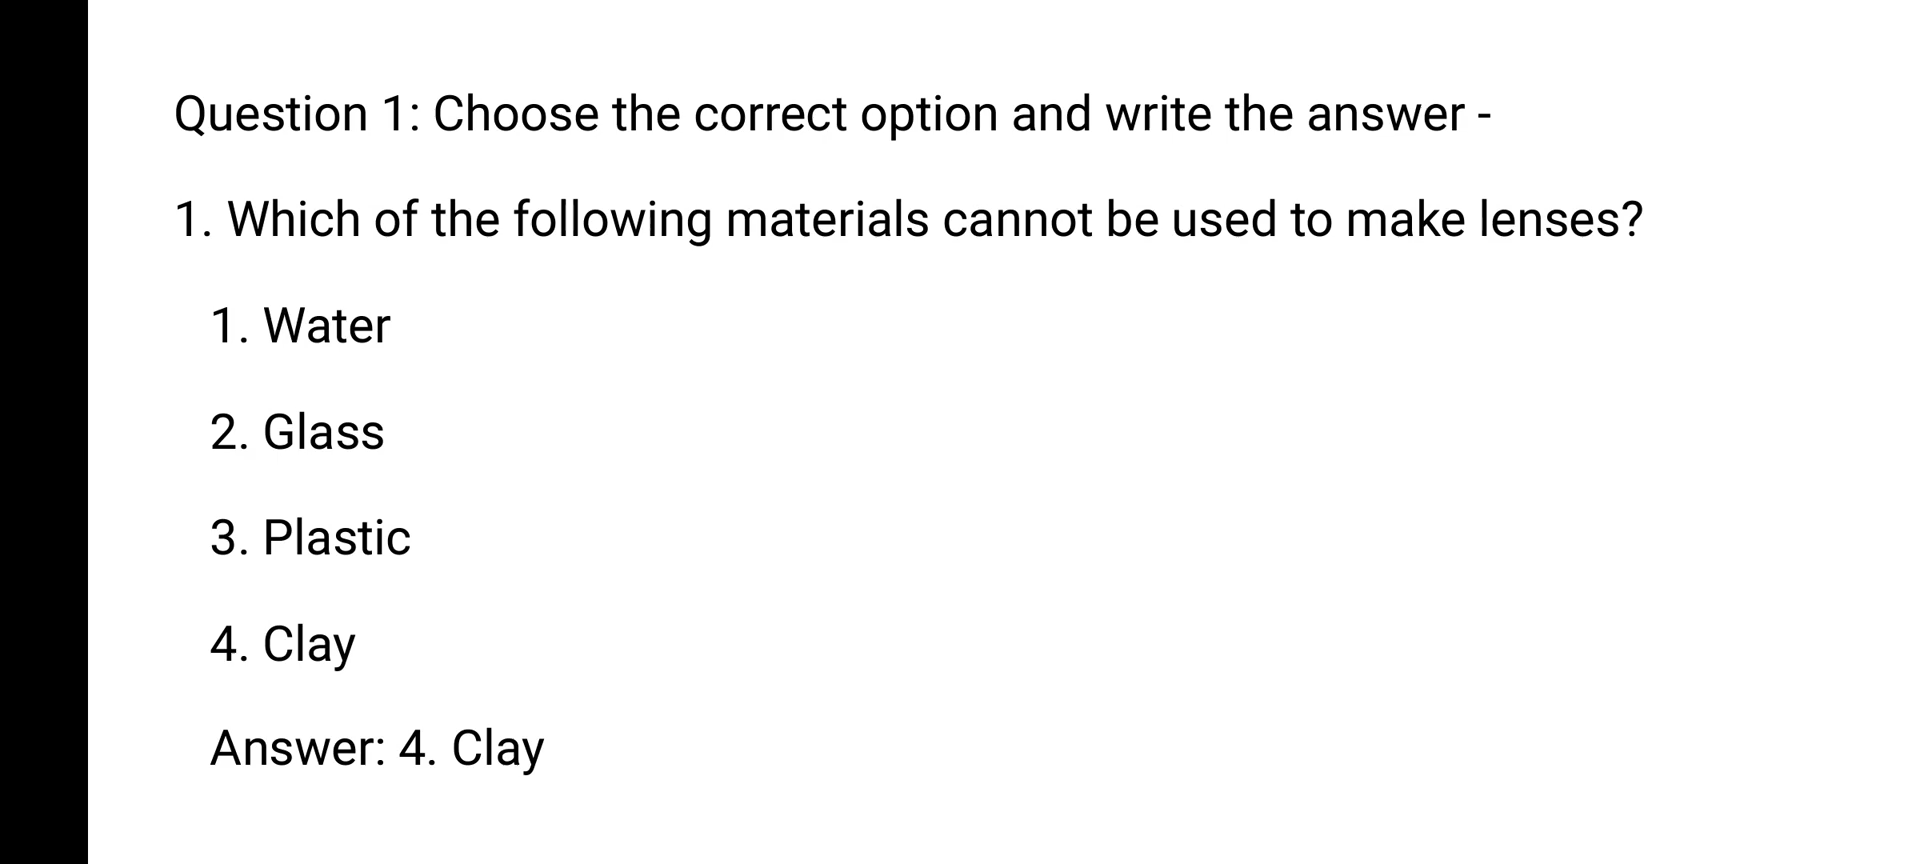 Question 1: Choose the correct option and write the answer -
1. Which of the following materials cannot be used to make lenses?
1. Water
2. Glass
3. Plastic
4. Clay
Answer: 4. Clay